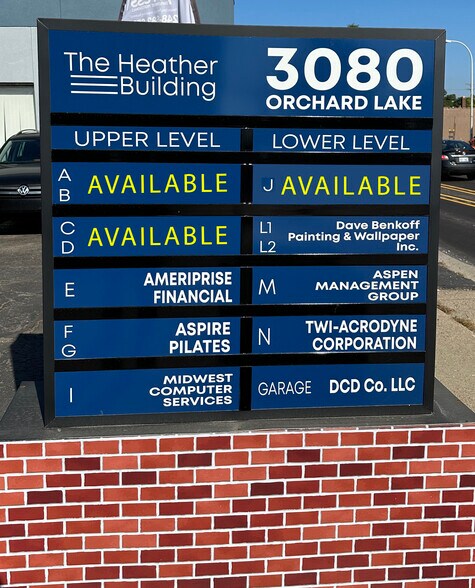 The Heather
Building
3080
ORCHARD LAKE
UPPER LEVEL
LOWER LEVEL
A
B
AVAILABLE
J AVAILABLE
C
D
AVAILABLE
L1
L2
Dave Benkoff
Painting & Wallpaper
Inc.
E
AMERIPRISE
FINANCIAL
M
ASPEN
MANAGEMENT
GROUP
F
G
ASPIRE
PILATES
N
TWI-ACRODYNE
CORPORATION
I
MIDWEST
COMPUTER
SERVICES
GARAGE DCD Co. LLC